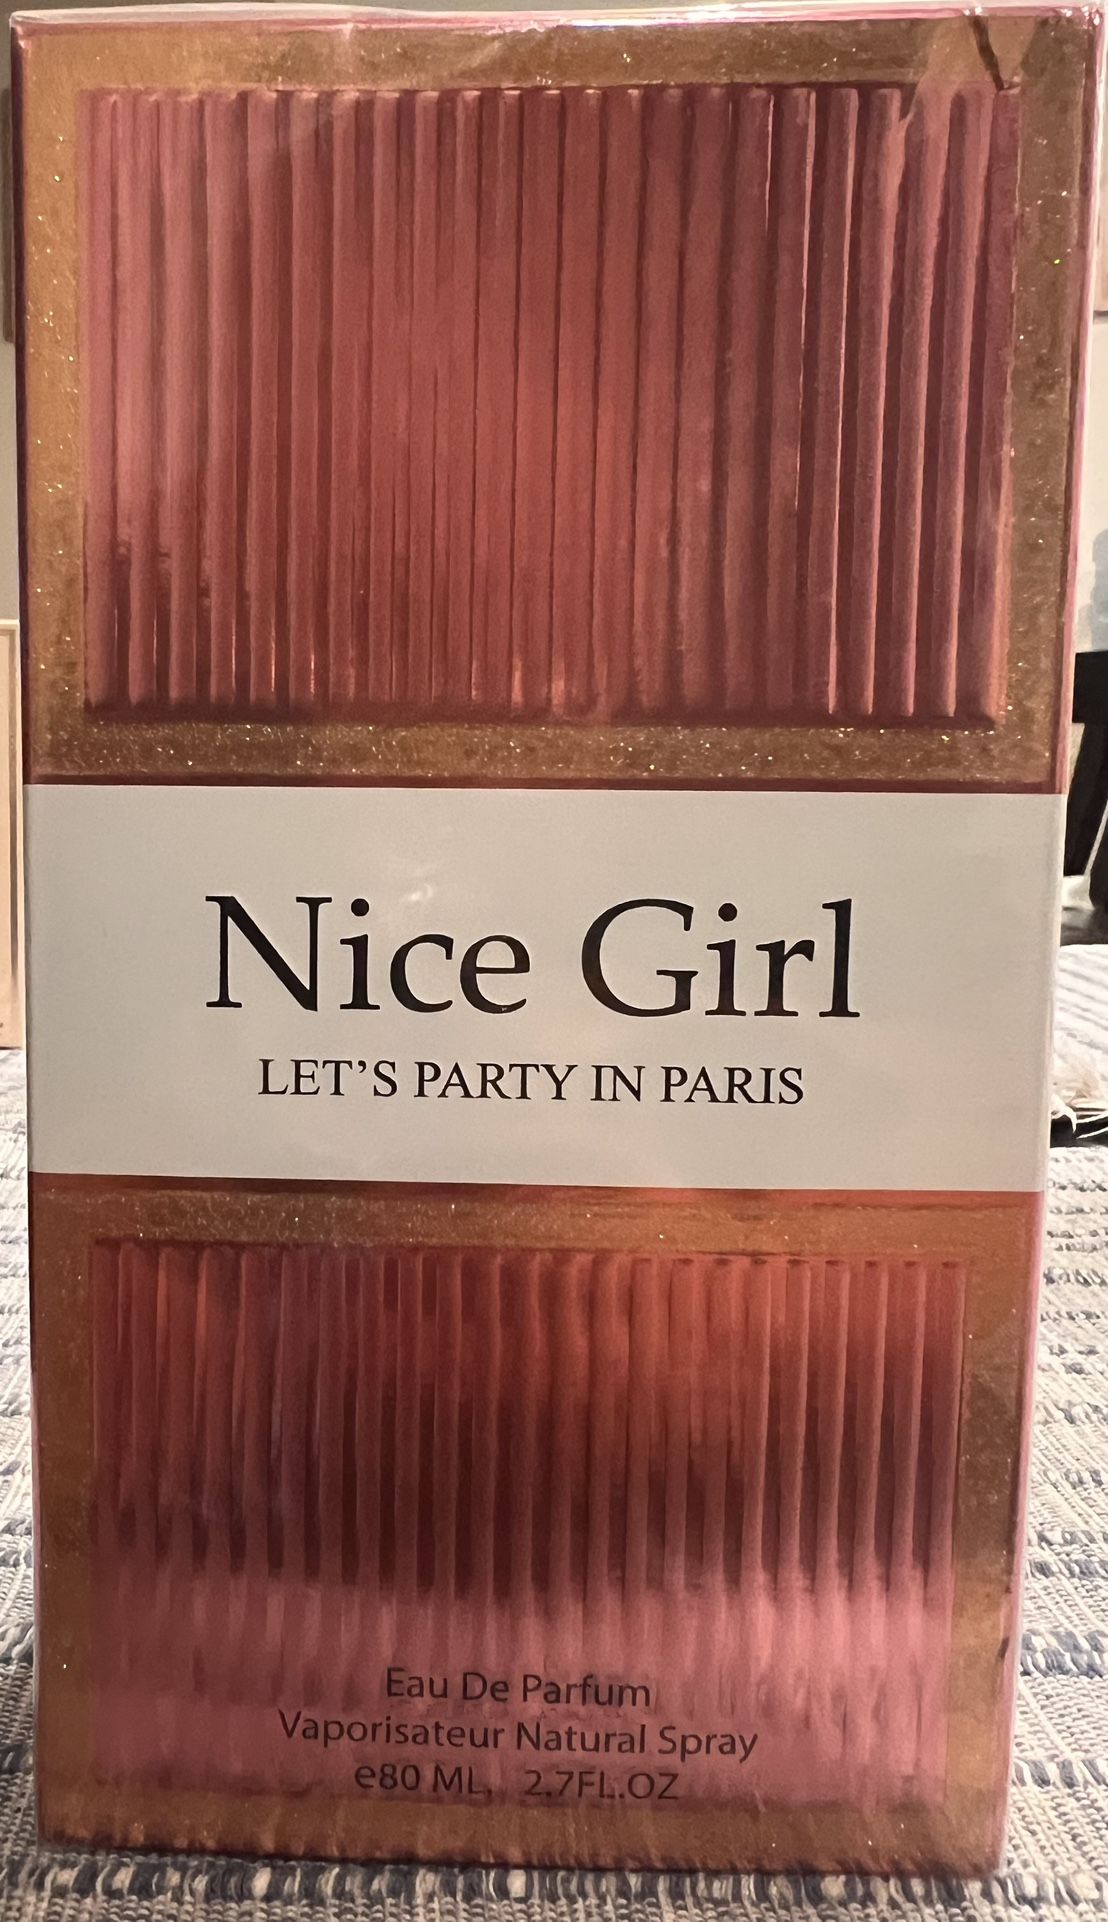 Nice Girl
LET'S PARTY IN PARIS
Eau De Parfum
Vaporisateur Natural Spray
e80 ML. 2.7FL.OZ